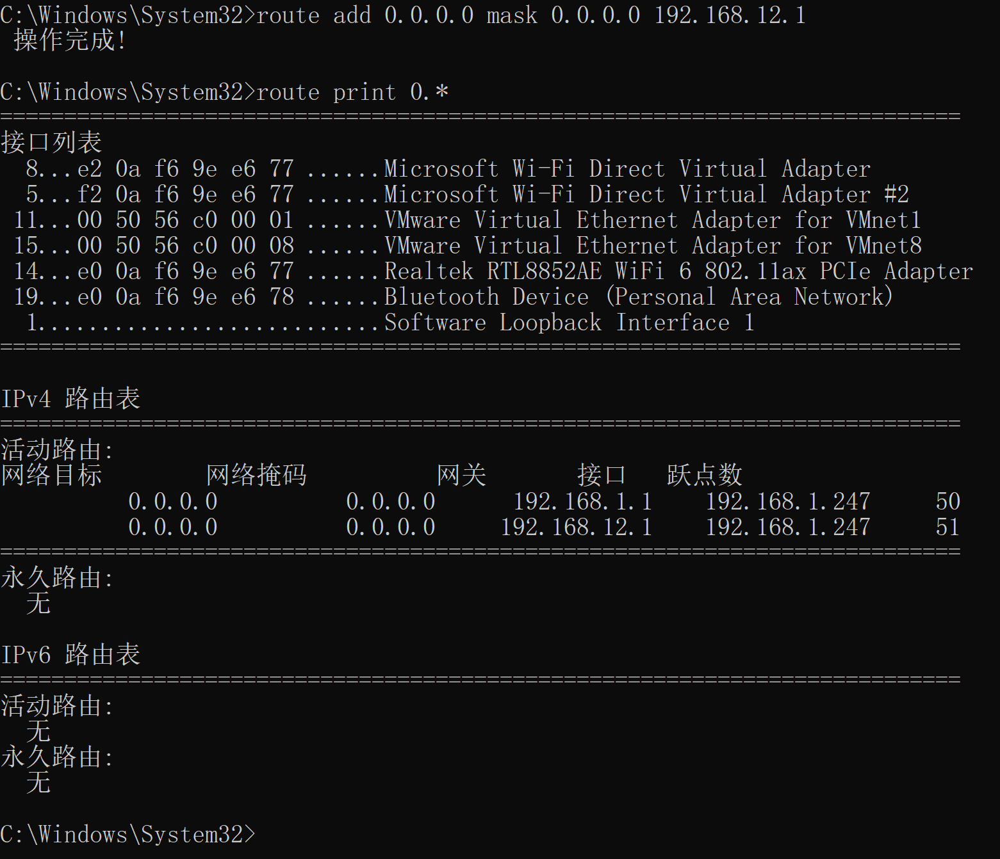 C:\Windows\System32>route add 0.0.0.0 mask 0.0.0.0 192.168.12.1
 操作完成!

C:\Windows\System32>route print 0.*
===========================================================================
接口列表
  8...e2 0a f6 9e e6 77 ......Microsoft Wi-Fi Direct Virtual Adapter
  5...f2 0a f6 9e e6 77 ......Microsoft Wi-Fi Direct Virtual Adapter #2
 11...00 50 56 c0 00 01 ......VMware Virtual Ethernet Adapter for VMnet1
 15...00 50 56 c0 00 08 ......VMware Virtual Ethernet Adapter for VMnet8
 14...e0 0a f6 9e e6 77 ......Realtek RTL8852AE WiFi 6 802.11ax PCIe Adapter
 19...e0 0a f6 9e e6 78 ......Bluetooth Device (Personal Area Network)
  1...........................Software Loopback Interface 1
===========================================================================

IPv4 路由表
===========================================================================
活动路由:
网络目标        网络掩码          网关       接口   跃点数
          0.0.0.0          0.0.0.0      192.168.1.1    192.168.1.247     50
          0.0.0.0          0.0.0.0     192.168.12.1    192.168.1.247     51
===========================================================================
永久路由:
  无

IPv6 路由表
===========================================================================
活动路由:
  无
永久路由:
  无

C:\Windows\System32>